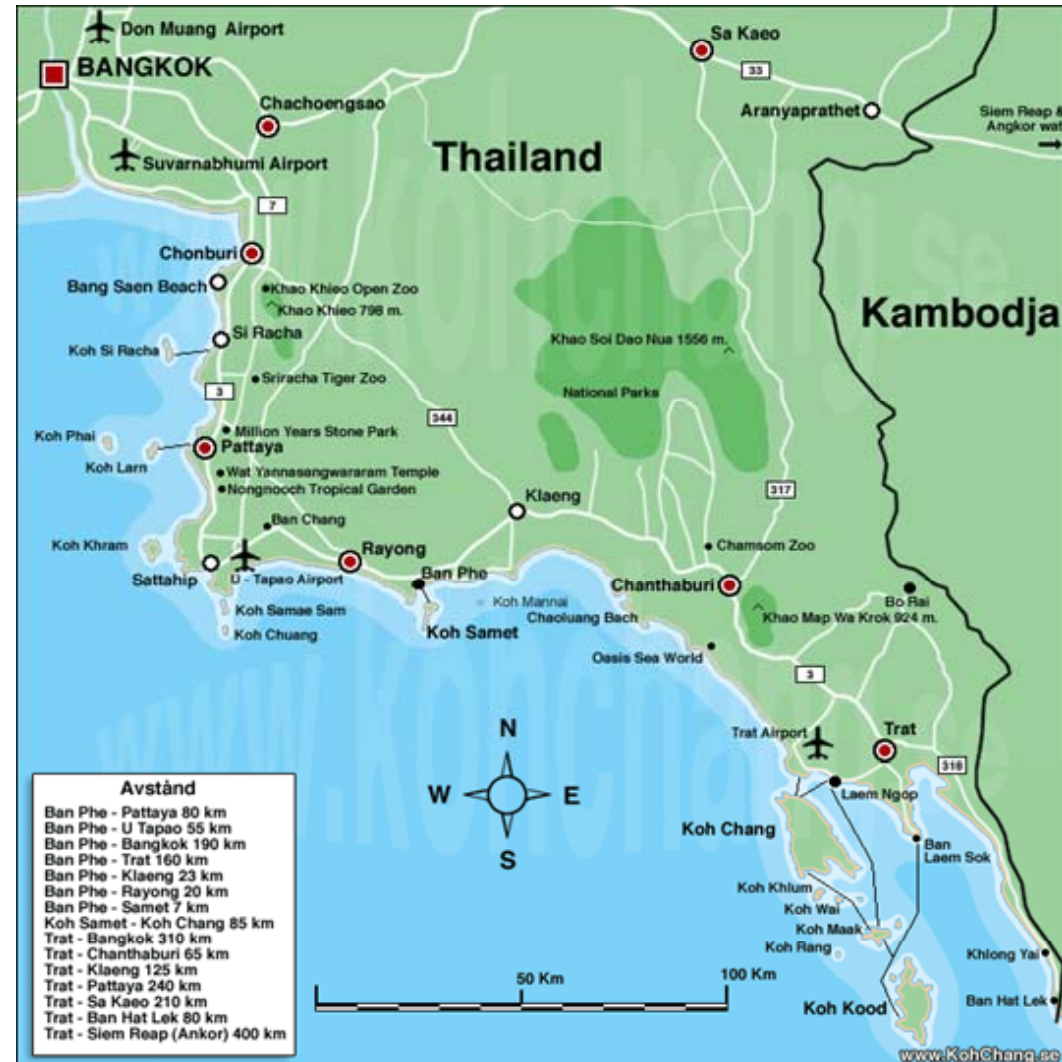 Don Muang Airport
BANGKOK
Sa Kaeo
33
Chachoengsao
Aranyaprathet
Siem Reap &
Angkor wat
Suvarnabhumi Airport
Thailand
7
Chonburi
Bang Saen Beach
Khao Khieo Open Zoo
Khao Khieo 798 m.
Kambodja
Si Racha
Koh Si Racha
Khao Soi Dao Nua 1556 m.
Sriracha Tiger Zoo
3
National Parks
344
Koh Phai
Million Years Stone Park
Pattaya
Koh Larn
Wat Yannasangwararam Temple
Nongnooch Tropical Garden
317
Klaeng
Ban Chang
Koh Khram
Rayong
Chamsom Zoo
Sattahip
U - Tapao Airport
Ban Phe
Chanthaburi
Koh Samae Sam
Koh Mannai
Bo Rai
Koh Chuang
Koh Samet
Chaoluang Bach
Khao Map Wa Krok 924 m.
Oasis Sea World
3
N
W
E
S
Trat Airport
Trat
318
Laem Ngop
Koh Chang
Ban
Laem Sok
Koh Khlum
Koh Wai
Koh Maak
Koh Rang
Khlong Yai
Koh Kood
Ban Hat Lek
50 Km
100 Km
Avstånd
Ban Phe - Pattaya 80 km
Ban Phe - U Tapao 55 km
Ban Phe - Bangkok 190 km
Ban Phe - Trat 160 km
Ban Phe - Klaeng 23 km
Ban Phe - Rayong 20 km
Ban Phe - Samet 7 km
Koh Samet - Koh Chang 85 km
Trat - Bangkok 310 km
Trat - Chanthaburi 65 km
Trat - Klaeng 125 km
Trat - Pattaya 240 km
Trat - Sa Kaeo 210 km
Trat - Ban Hat Lek 80 km
Trat - Siem Reap (Ankor) 400 km
www.KohChang.se
www.kohchang.se
www.kohchang.se